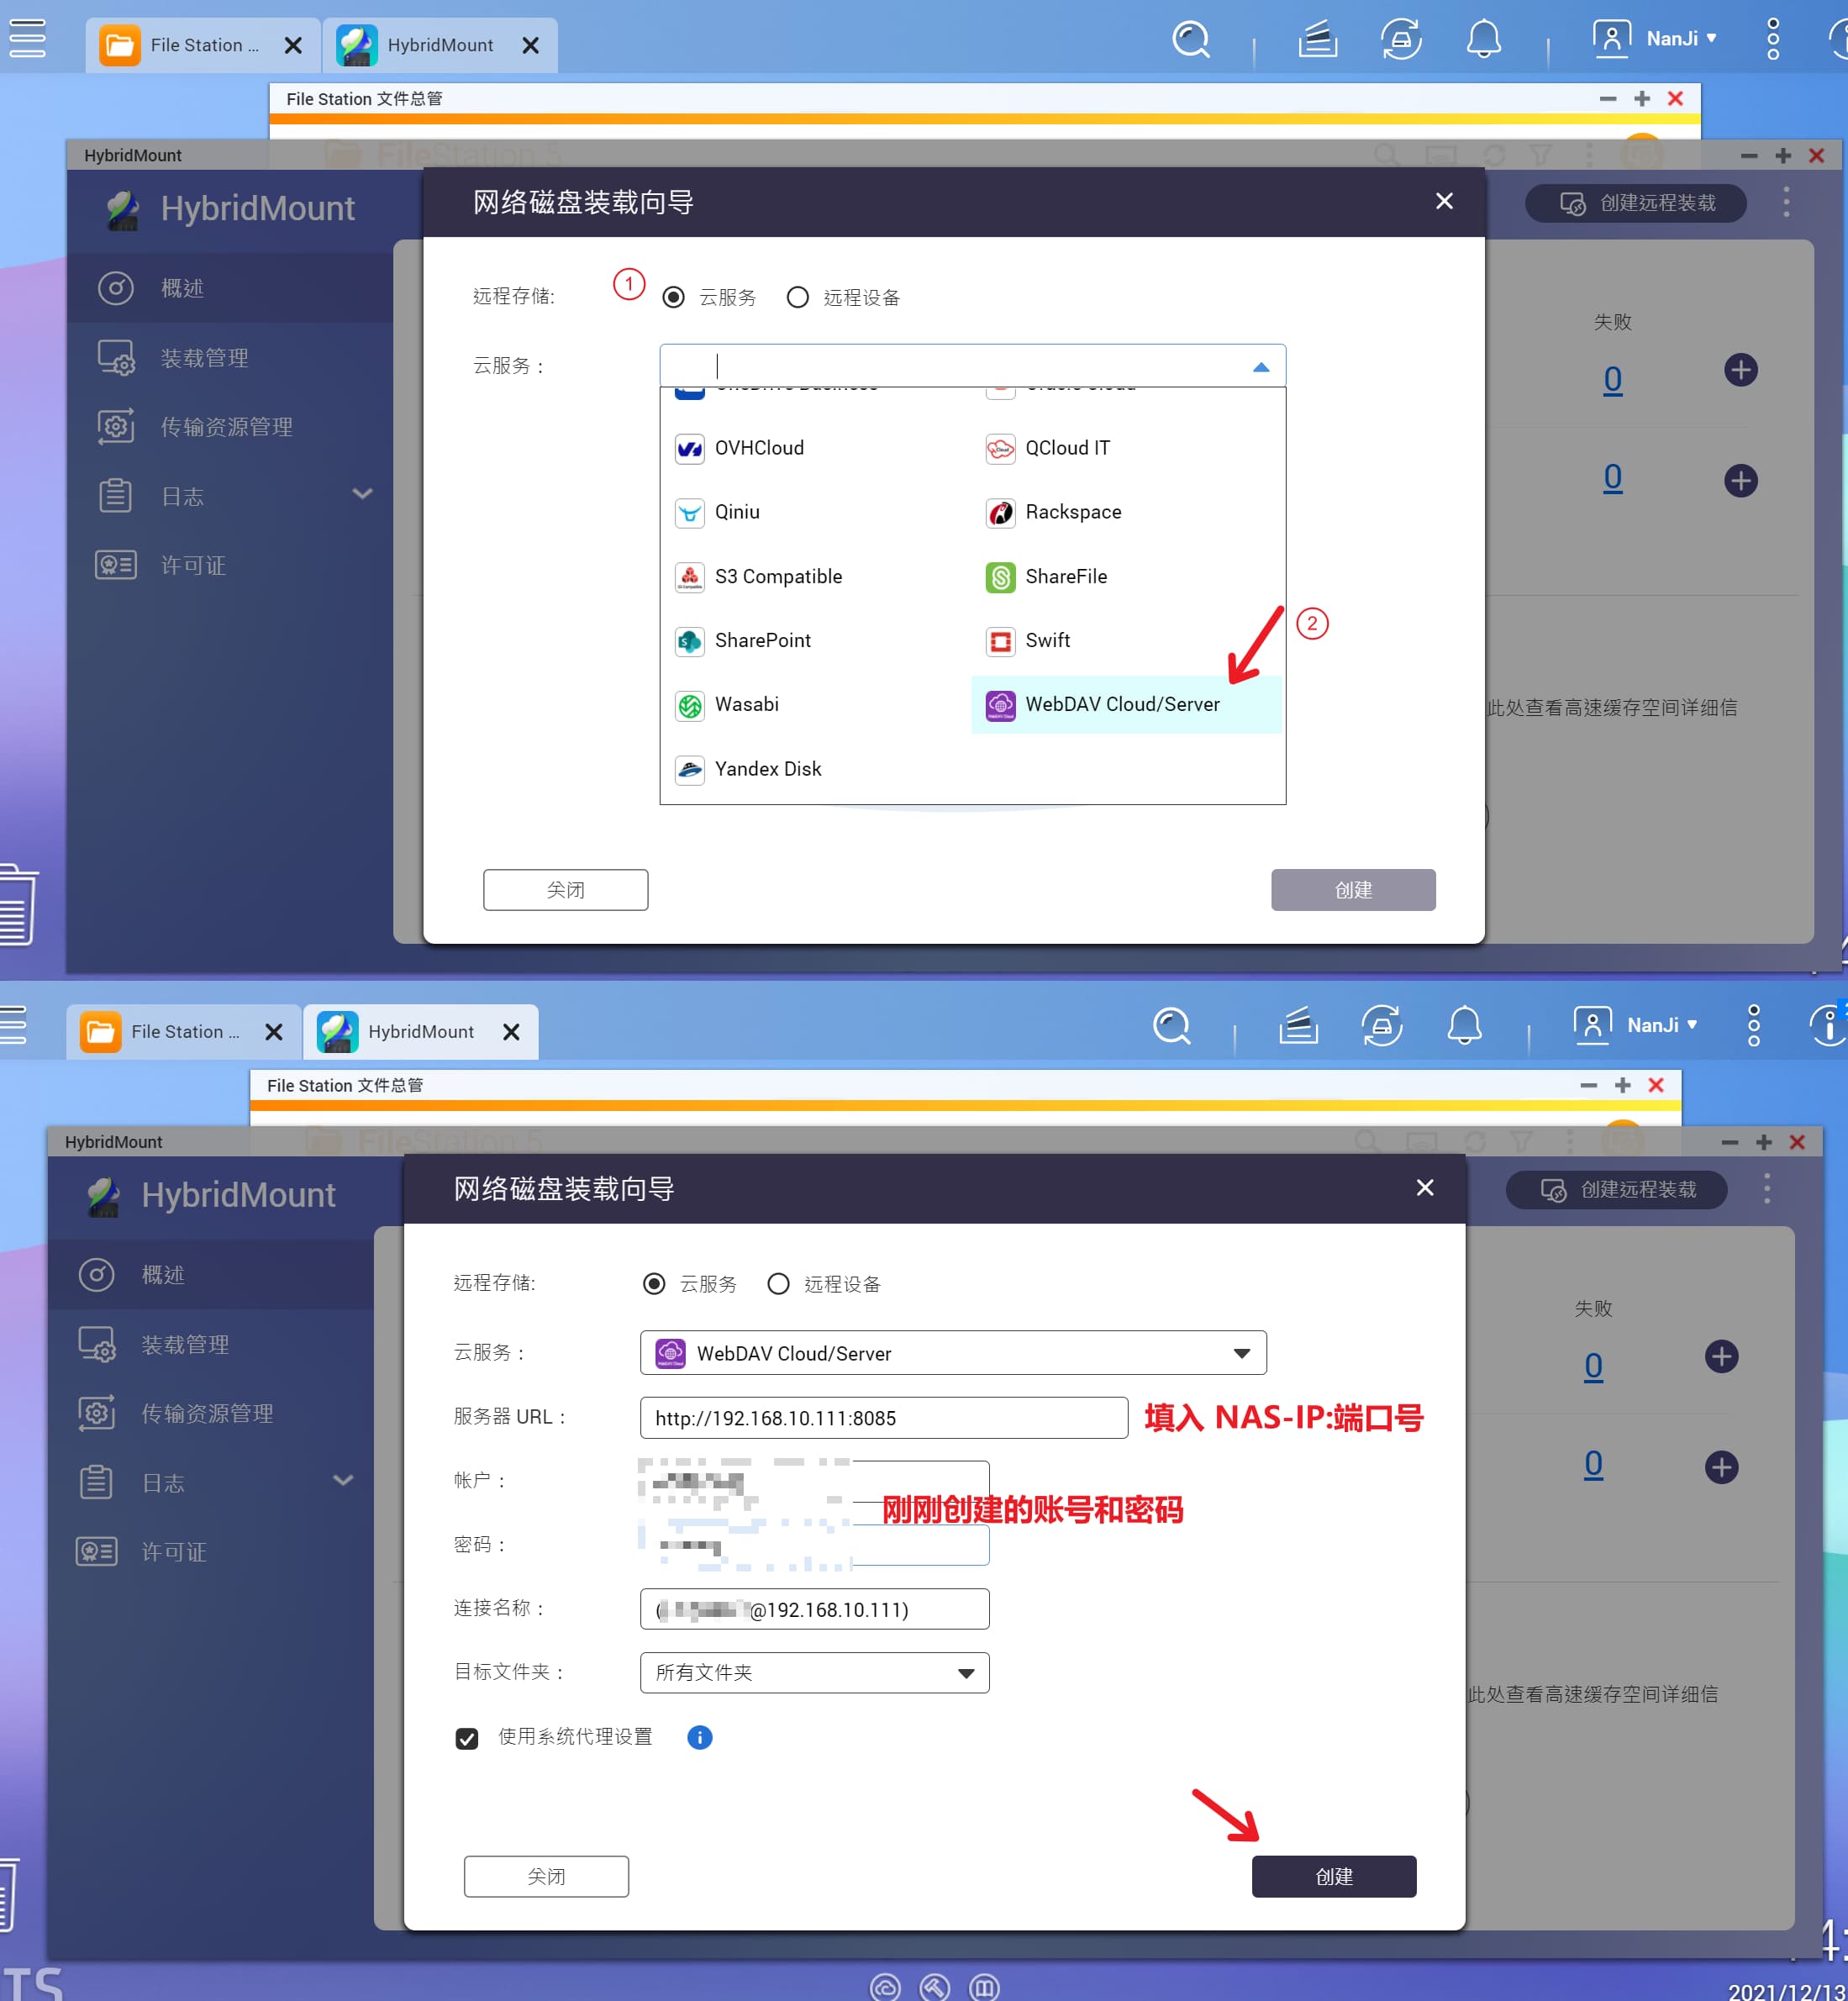 File Station ...
HybridMount
NanJi
File Station 文件总管
FileStation 5
HybridMount
HybridMount
网络磁盘装载向导
创建远程装载
概述
装载管理
传输资源管理
日志
许可证
远程存储:
1
云服务
远程设备
云服务：
OVHCloud
QCloud IT
Qiniu
Rackspace
S3 Compatible
ShareFile
2
SharePoint
Swift
Wasabi
WebDAV Cloud/Server
Yandex Disk
关闭
创建
失败
0
0
此处查看高速缓存空间详细信
File Station ...
HybridMount
NanJi
File Station 文件总管
FileStation 5
HybridMount
HybridMount
网络磁盘装载向导
创建远程装载
概述
装载管理
传输资源管理
日志
许可证
远程存储:
云服务
远程设备
云服务：
WebDAV Cloud/Server
服务器 URL：
http://192.168.10.111:8085
填入 NAS-IP:端口号
帐户：
刚刚创建的账号和密码
密码：
连接名称：
@192.168.10.111)
目标文件夹：
所有文件夹
使用系统代理设置
关闭
创建
失败
0
0
此处查看高速缓存空间详细信
TS
4:
2021/12/13